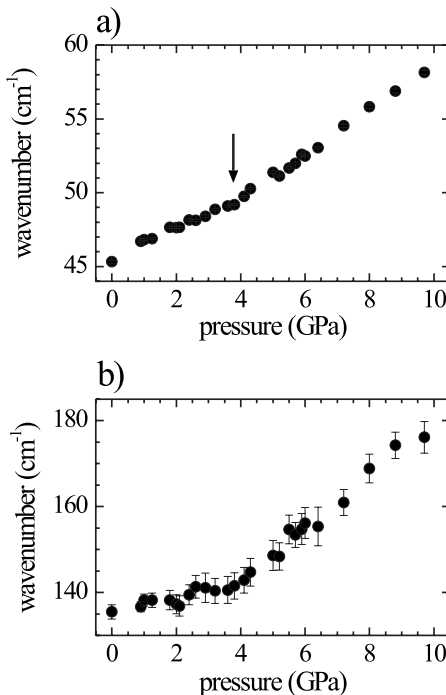 a)
60
55
50
45
wavenumber (cm-1)
0 2 4 6 8 10
pressure (GPa)
b)
180
160
140
wavenumber (cm-1)
0 2 4 6 8 10
pressure (GPa)